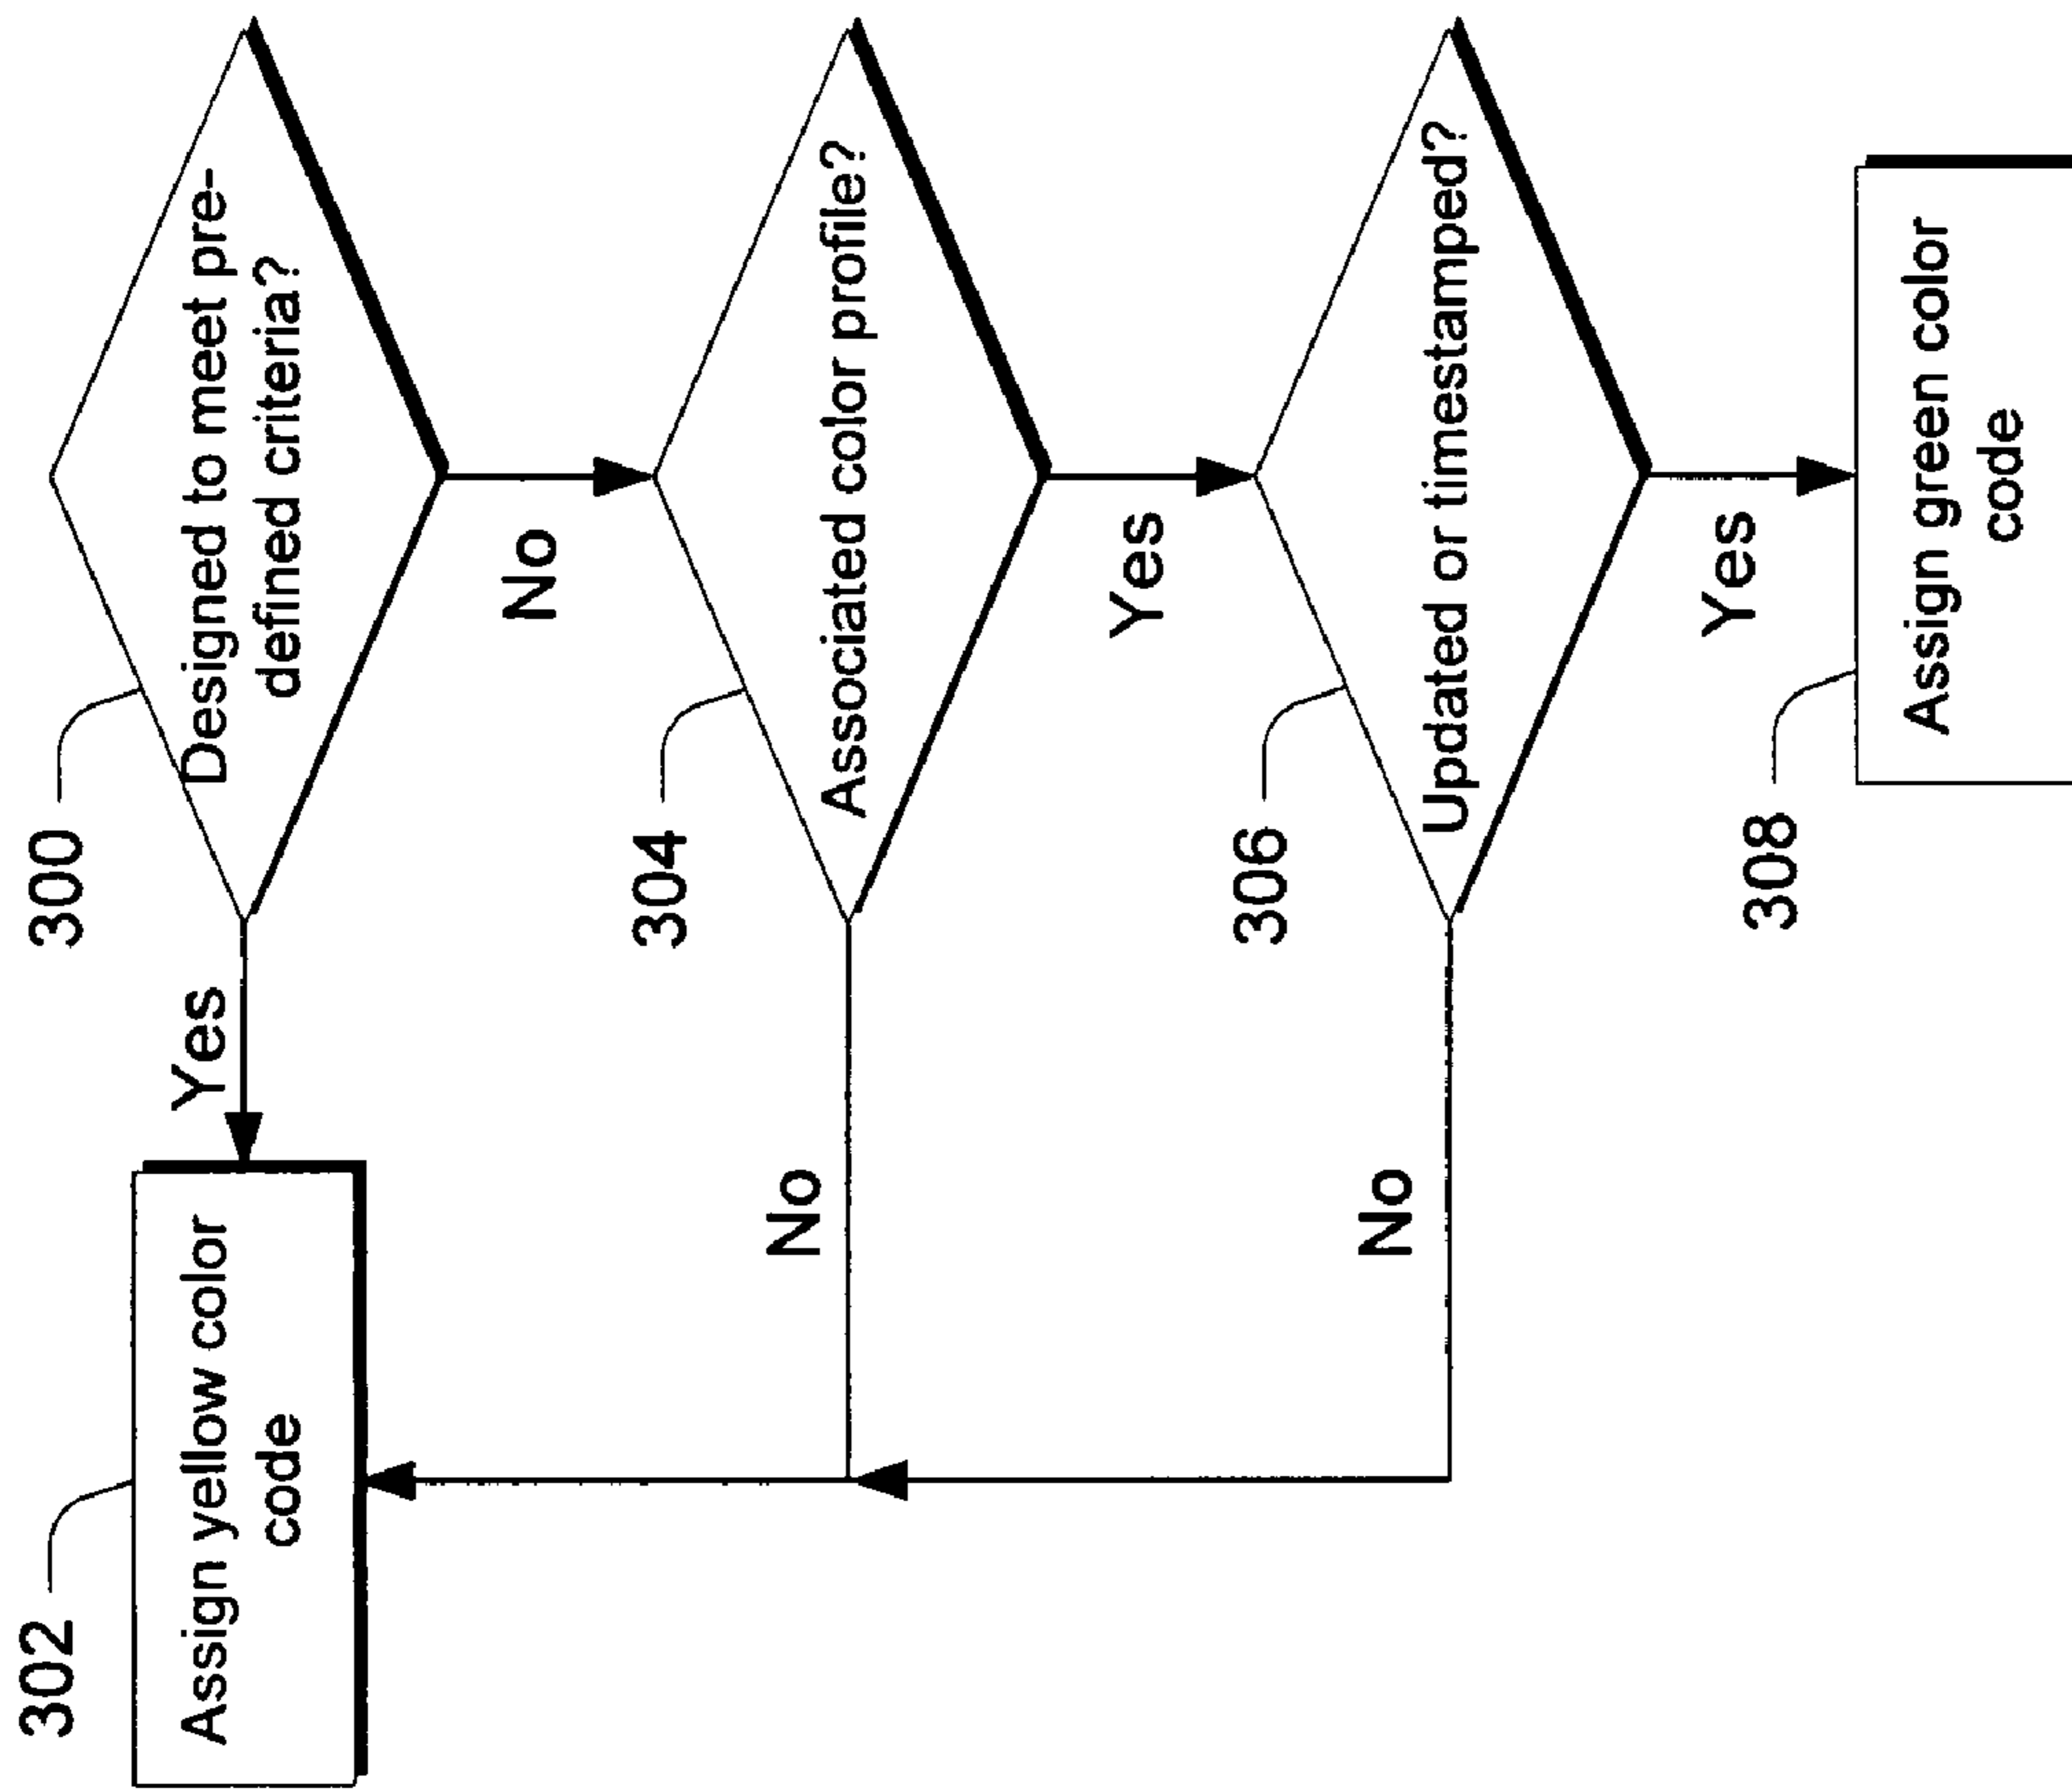 300
Designed to meet pre-
defined criteria?
Yes
302
Assign yellow color
code
No
304
Associated color profile?
No
Yes
306
Updated or timestamped?
No
Yes
308
Assign green color
code